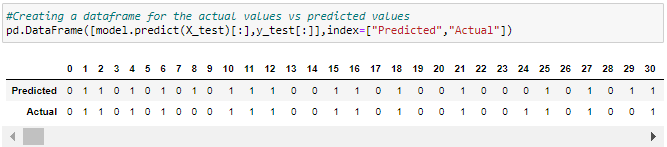 #Creating a dataframe for the actual values vs predicted values
pd.DataFrame([model.predict(X_test)[:],y_test[:]],index=["Predicted","Actual"])
0 1 2 3 4 5 6 7 8 9 10 11 12 13 14 15 16 17 18 19 20 21 22 23 24 25 26 27 28 29 30
Predicted 0 1 1 0 1 0 1 0 1 0 1 1 1 0 0 1 1 0 1 0 0 1 0 0 0 1 0 1 0 1 1
Actual 0 1 1 0 1 0 1 0 0 0 1 1 1 0 0 1 1 0 1 0 0 1 0 0 1 1 0 1 0 0 1